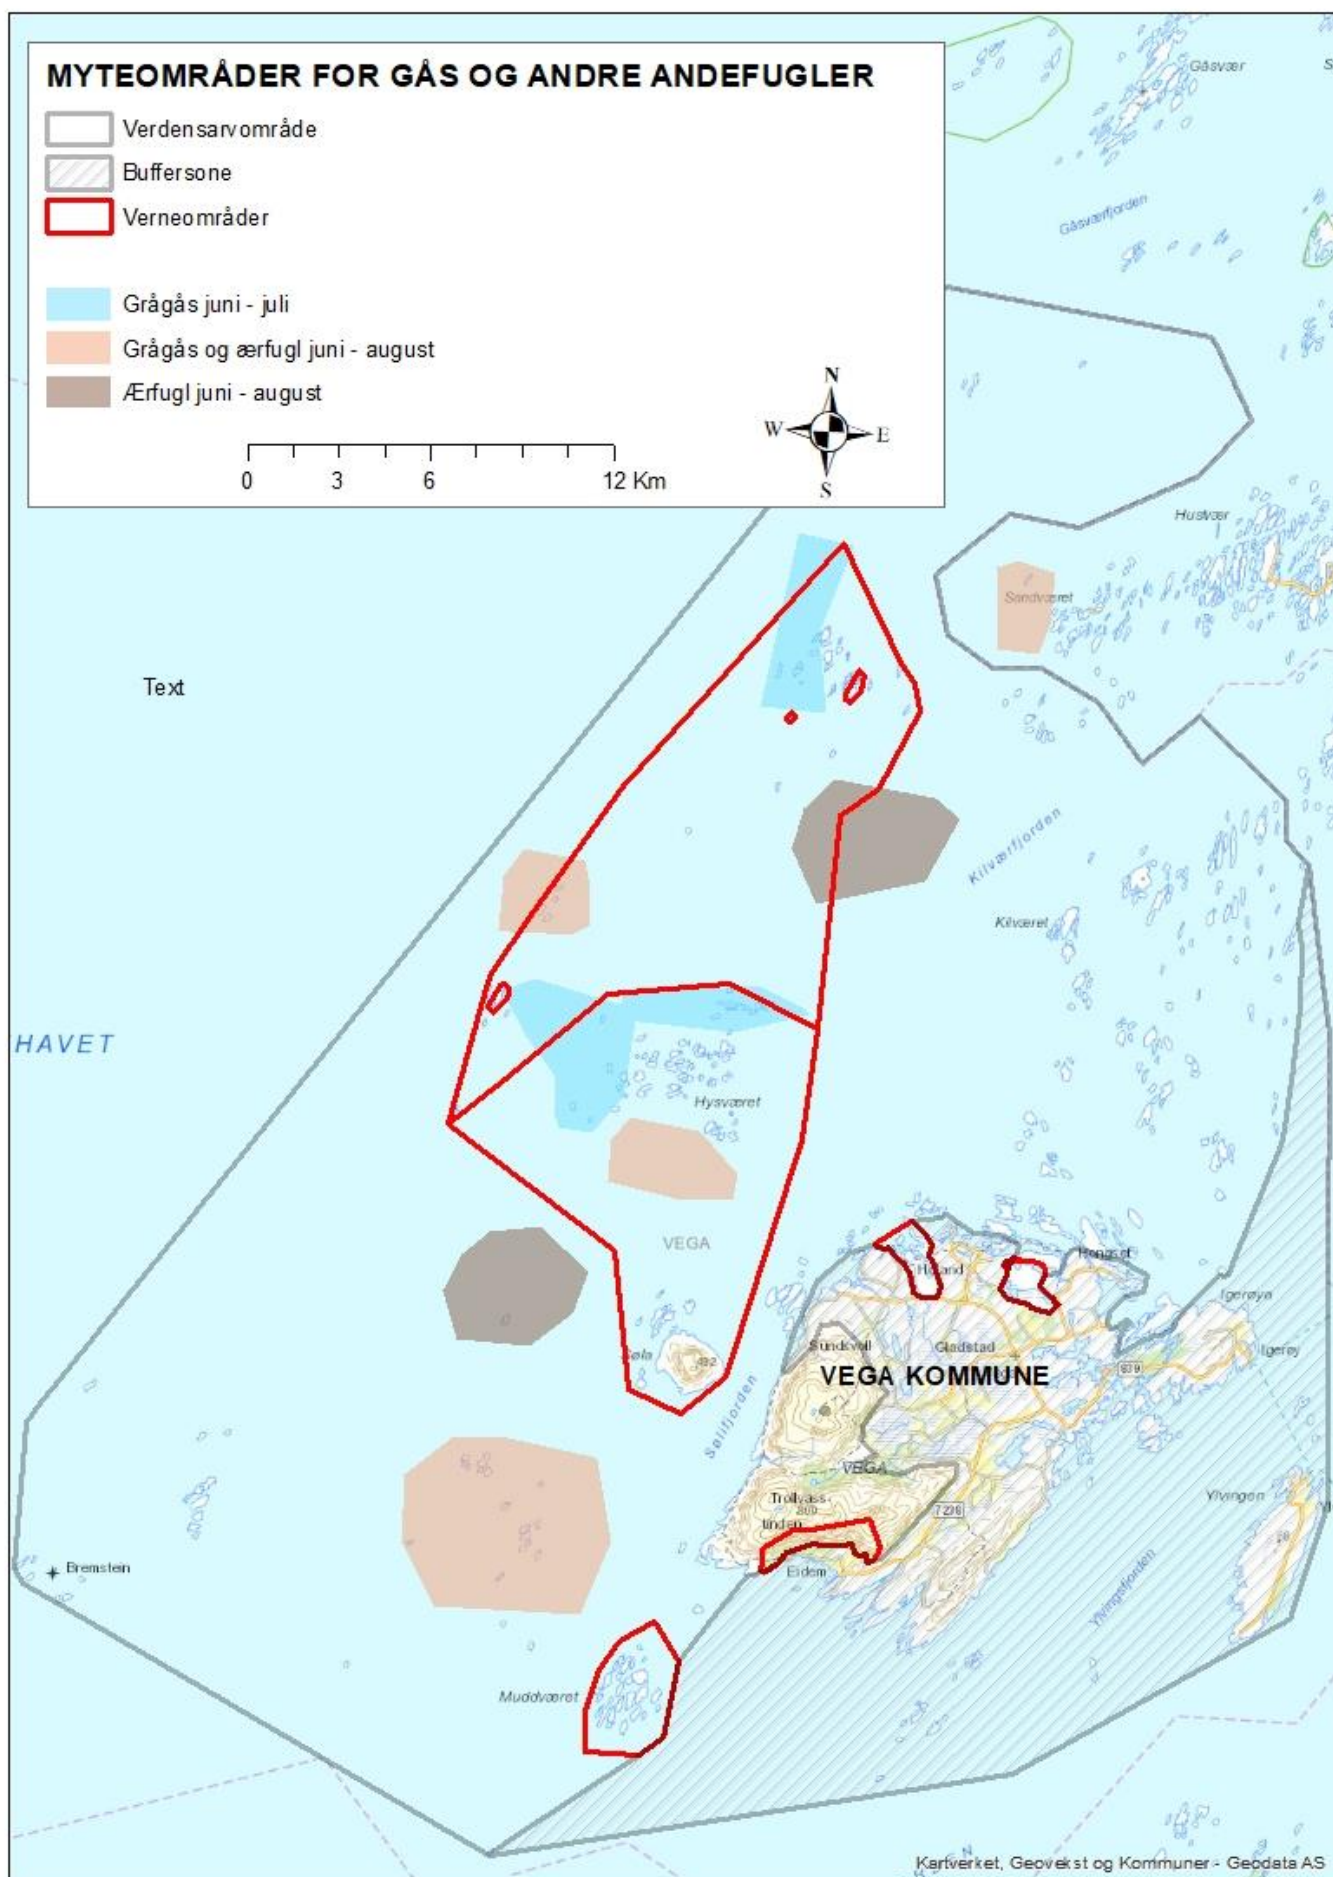 MYTEOMRÅDER FOR GÅS OG ANDRE ANDEFUGLER
Verdensarvområde
Buffersone
Verneområder
Grågås juni - juli
Grågås og ærfugl juni - august
Ærfugl juni - august
N
W E
S
0 3 6 12 Km
Gåsvær
Gåsværfjorden
Husvær
Sandværet
Text
Kilværfjorden
Kilværet
HAVET
Hysværet
VEGA
Søla
Sølifjorden
Sundsvoll
Gladstad
VEGA KOMMUNE
839
Igerøya
Igerøy
VEGA
Trollvass-
tinden
7238
Eidem
Ylvingen
Ylvingsfjorden
Bremstein
Muddværet
Kartverket, Geovekst og Kommuner - Geodata AS